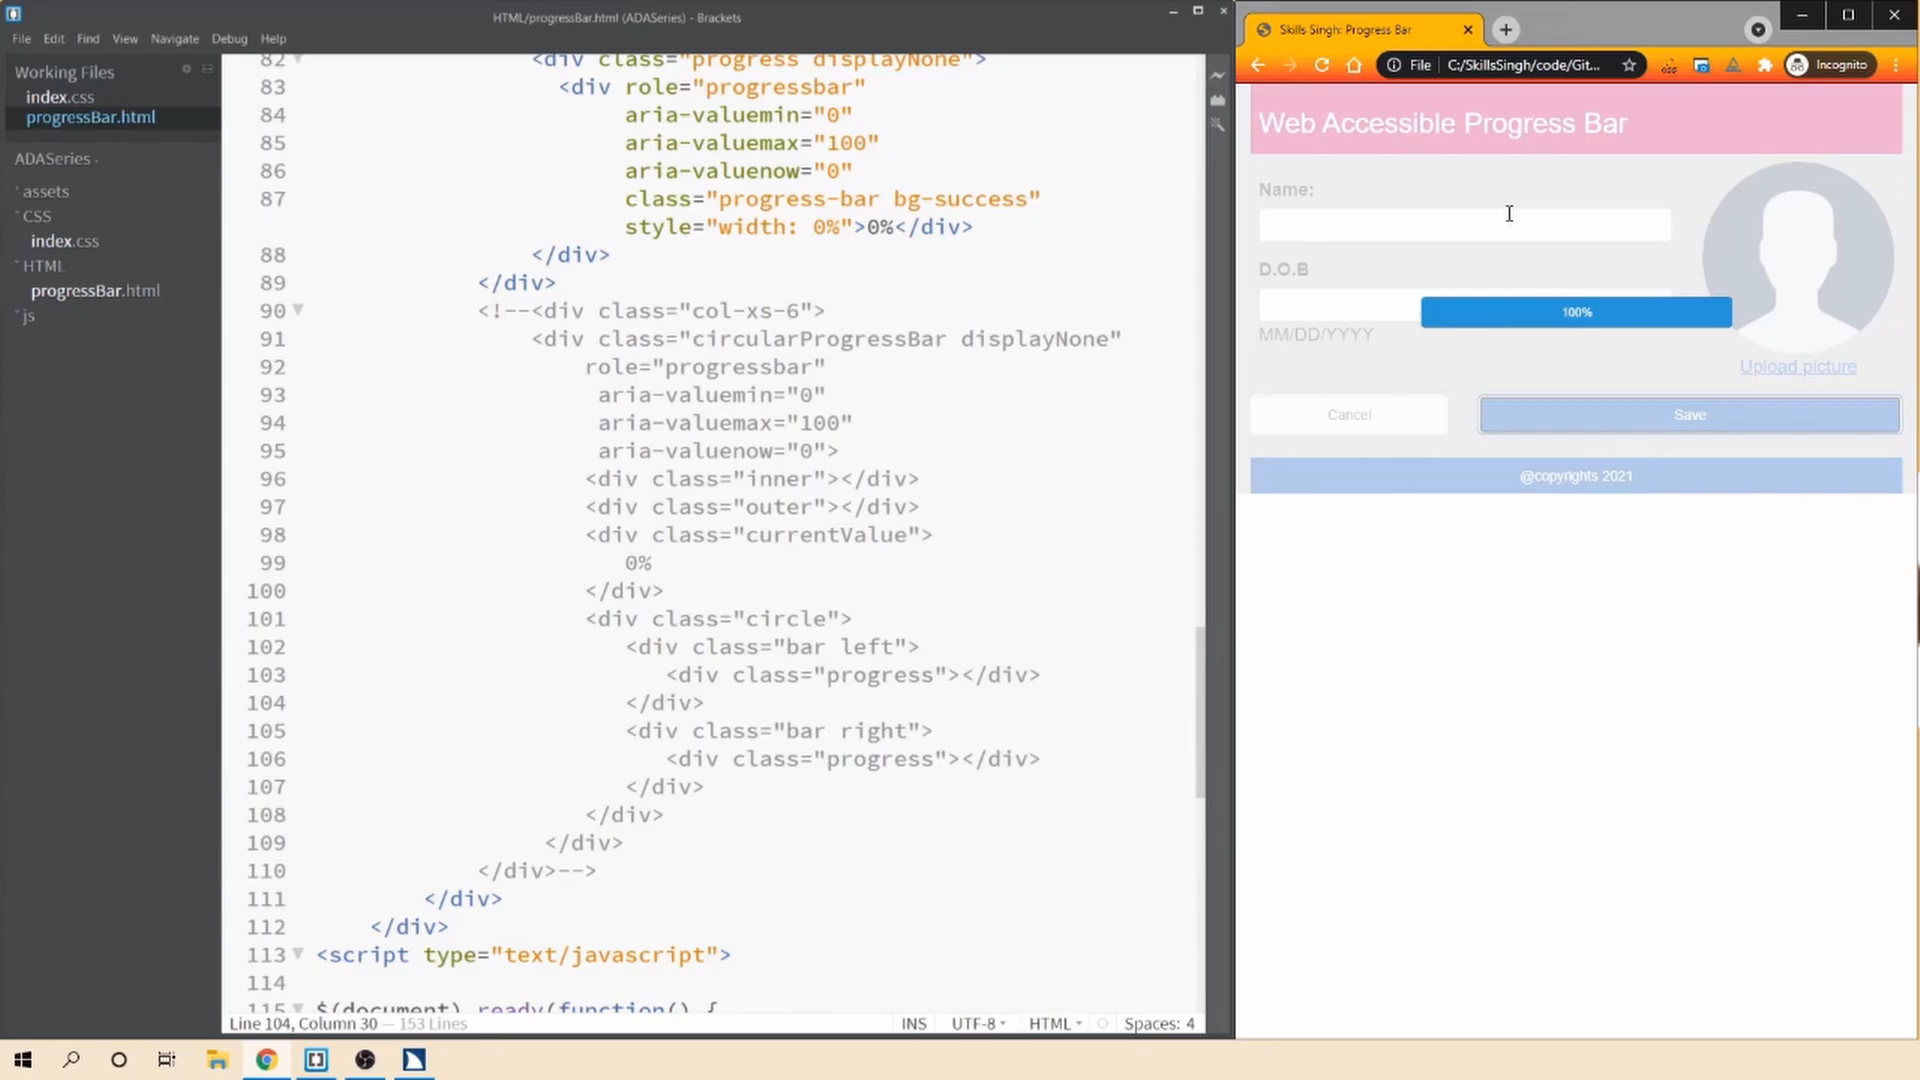 HTML/progressBar.html (ADASeries) - Brackets
File Edit Find View Navigate Debug Help
Working Files
index.css
progressBar.html
ADASeries
assets
CSS
index.css
HTML
progressBar.html
js
82 <div class="progress displayNone">
83 <div role="progressbar"
84 aria-valuemin="0"
85 aria-valuemax="100"
86 aria-valuenow="0"
87 class="progress-bar bg-success"
style="width: 0%">0%</div>
88 </div>
89 </div>
90 <!--<div class="col-xs-6">
91 <div class="circularProgressBar displayNone"
92 role="progressbar"
93 aria-valuemin="0"
94 aria-valuemax="100"
95 aria-valuenow="0">
96 <div class="inner"></div>
97 <div class="outer"></div>
98 <div class="currentValue">
99 0%
100 </div>
101 <div class="circle">
102 <div class="bar left">
103 <div class="progress"></div>
104 </div>
105 <div class="bar right">
106 <div class="progress"></div>
107 </div>
108 </div>
109 </div>
110 </div>-->
111 </div>
112 </div>
113 <script type="text/javascript">
114
115 $(document).ready(function() {
Line 104, Column 30 — 153 Lines
INS UTF-8 HTML Spaces: 4
Skills Singh: Progress Bar
File C:/SkillsSingh/code/Git... Incognito
Web Accessible Progress Bar
Name:
D.O.B
100%
MM/DD/YYYY
Upload picture
Cancel Save
@copyrights 2021